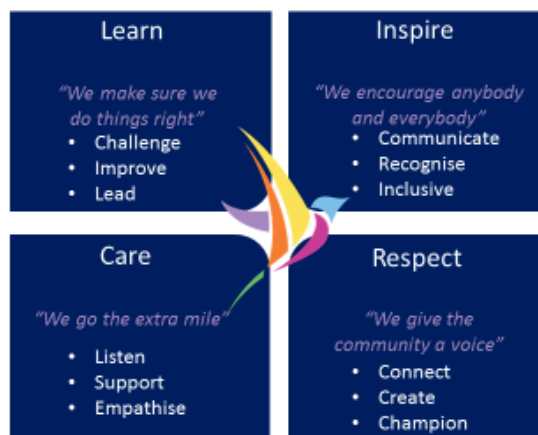 Learn
“We make sure we
do things right”
• Challenge
• Improve
• Lead
Inspire
“We encourage anybody
and everybody”
• Communicate
• Recognise
• Inclusive
Care
“We go the extra mile”
• Listen
• Support
• Empathise
Respect
“We give the
community a voice”
• Connect
• Create
• Champion